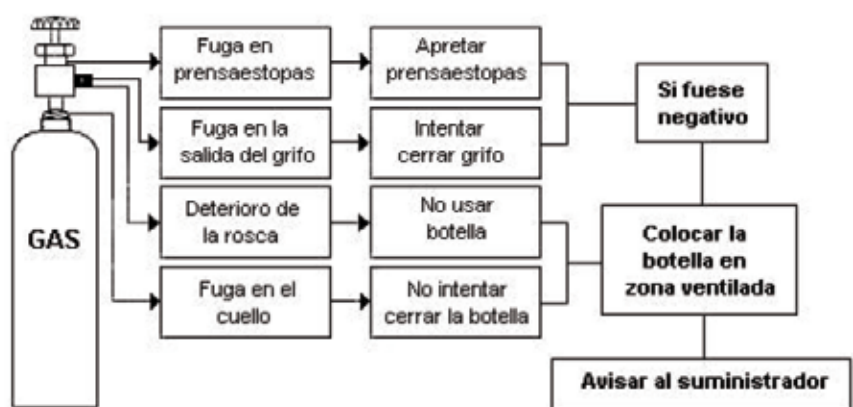 GAS
Fuga en
prensaestopas
Apretar
prensaestopas
Fuga en la
salida del grifo
Intentar
cerrar grifo
Deterioro de
la rosca
No usar
botella
Fuga en el
cuello
No intentar
cerrar la botella
Si fuese
negativo
Colocar la
botella en
zona ventilada
Avisar al suministrador